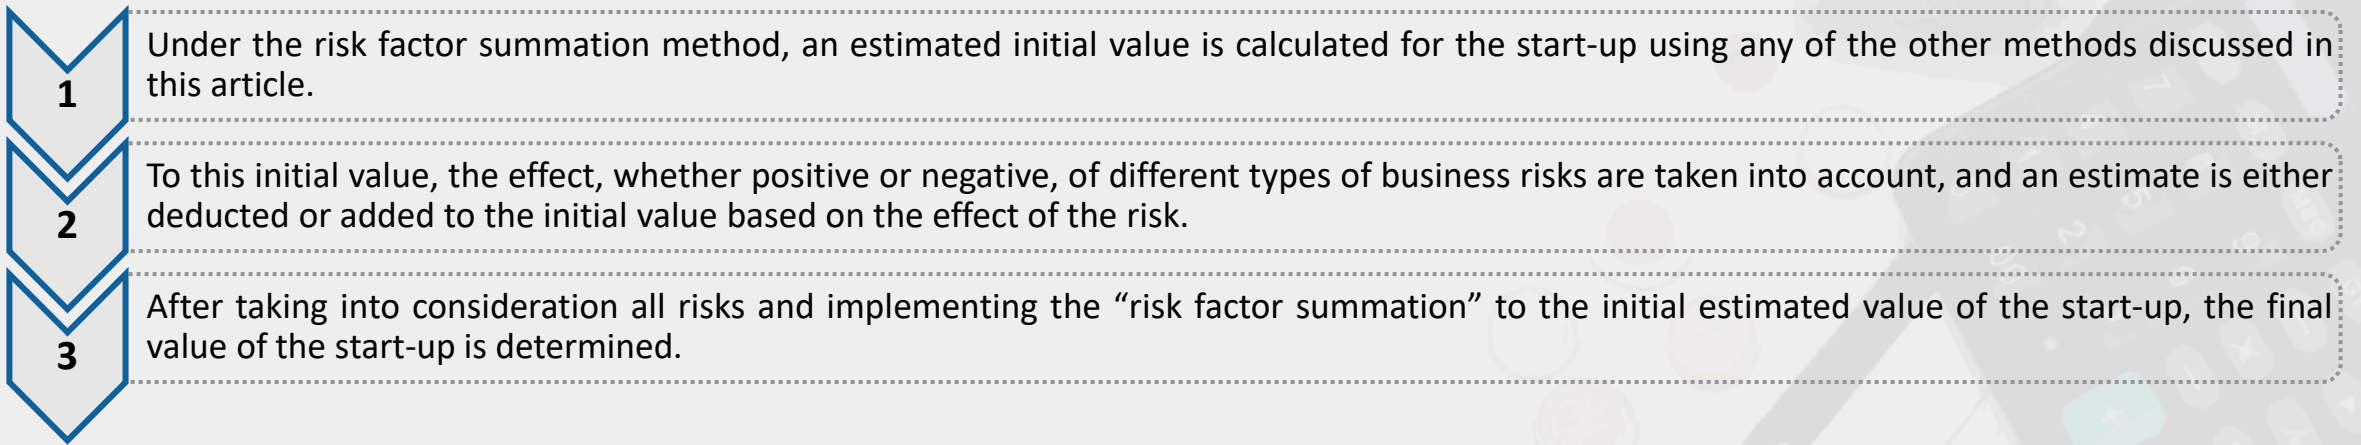 1
Under the risk factor summation method, an estimated initial value is calculated for the start-up using any of the other methods discussed in
this article.
2
To this initial value, the effect, whether positive or negative, of different types of business risks are taken into account, and an estimate is either
deducted or added to the initial value based on the effect of the risk.
3
After taking into consideration all risks and implementing the “risk factor summation” to the initial estimated value of the start-up, the final
value of the start-up is determined.